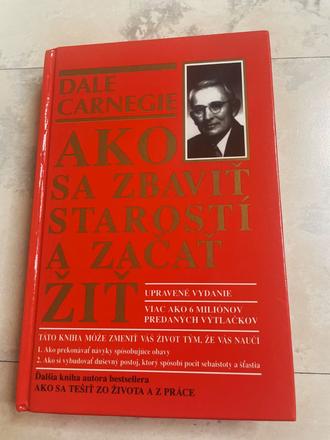 DALE
CARNEGIE
AKO
SA ZBAVIŤ
STAROSTÍ
A ZAČAŤ
ŽIŤ
UPRAVENÉ VYDANIE
VIAC AKO 6 MILIÓNOV
PREDANÝCH VÝTLAČKOV
TÁTO KNIHA MÔŽE ZMENIŤ VÁŠ ŽIVOT TÝM, ŽE VÁS NAUČÍ
1. Ako prekonávať návyky spôsobujúce obavy
2. Ako si vybudovať duševný postoj, ktorý spôsobí pocit sebaistoty a šťastia
Ďalšia kniha autora bestsellera
AKO SA TEŠIŤ ZO ŽIVOTA A Z PRÁCE